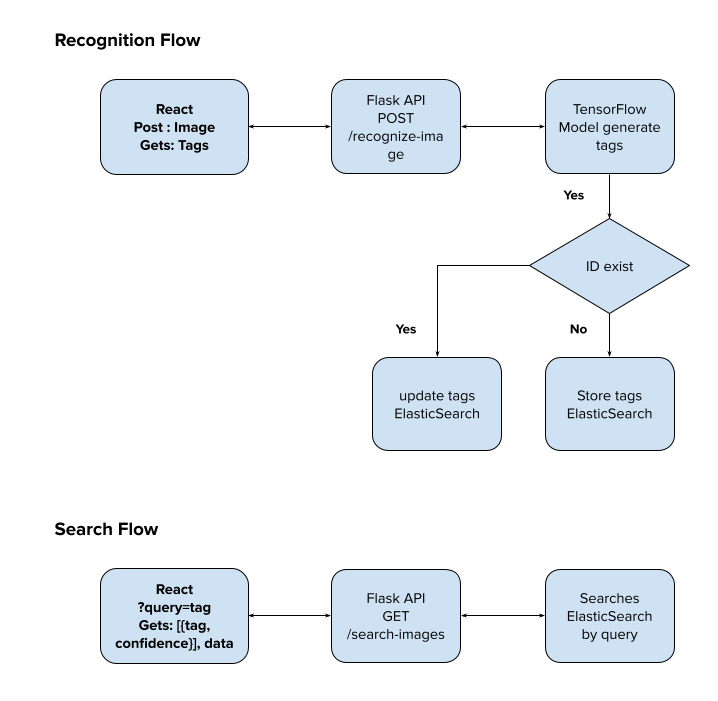 Recognition Flow
React
Post : Image
Gets: Tags
Flask API
POST
/recognize-ima
ge
TensorFlow
Model generate
tags
Yes
ID exist
Yes
No
update tags
ElasticSearch
Store tags
ElasticSearch
Search Flow
React
?query=tag
Gets: [{tag,
confidence}], data
Flask API
GET
/search-images
Searches
ElasticSearch
by query